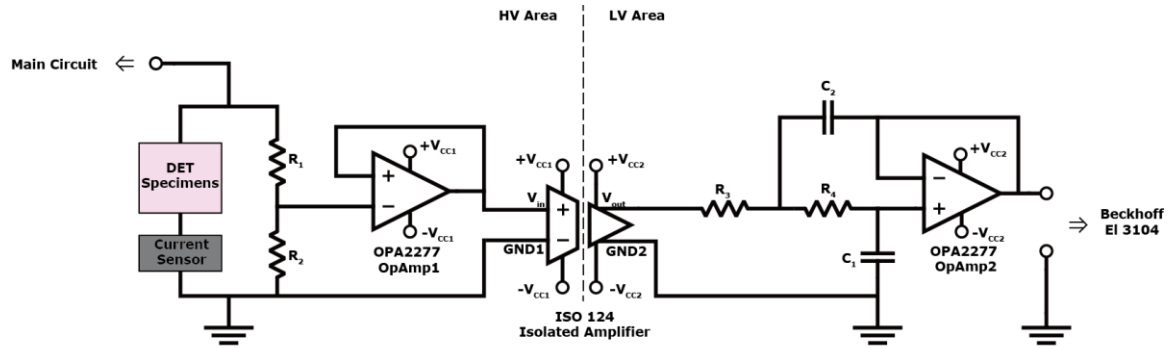 HV Area
LV Area
Main Circuit ⇐
DET
Specimens
Current
Sensor
R1
R2
+VCC1
+
−
-VCC1
OPA2277
OpAmp1
+VCC1
Vin
+
−
GND1
-VCC1
+VCC2
Vout
GND2
-VCC2
ISO 124
Isolated Amplifier
R3
C2
R4
C1
+VCC2
−
+
-VCC2
OPA2277
OpAmp2
⇒ Beckhoff
El 3104